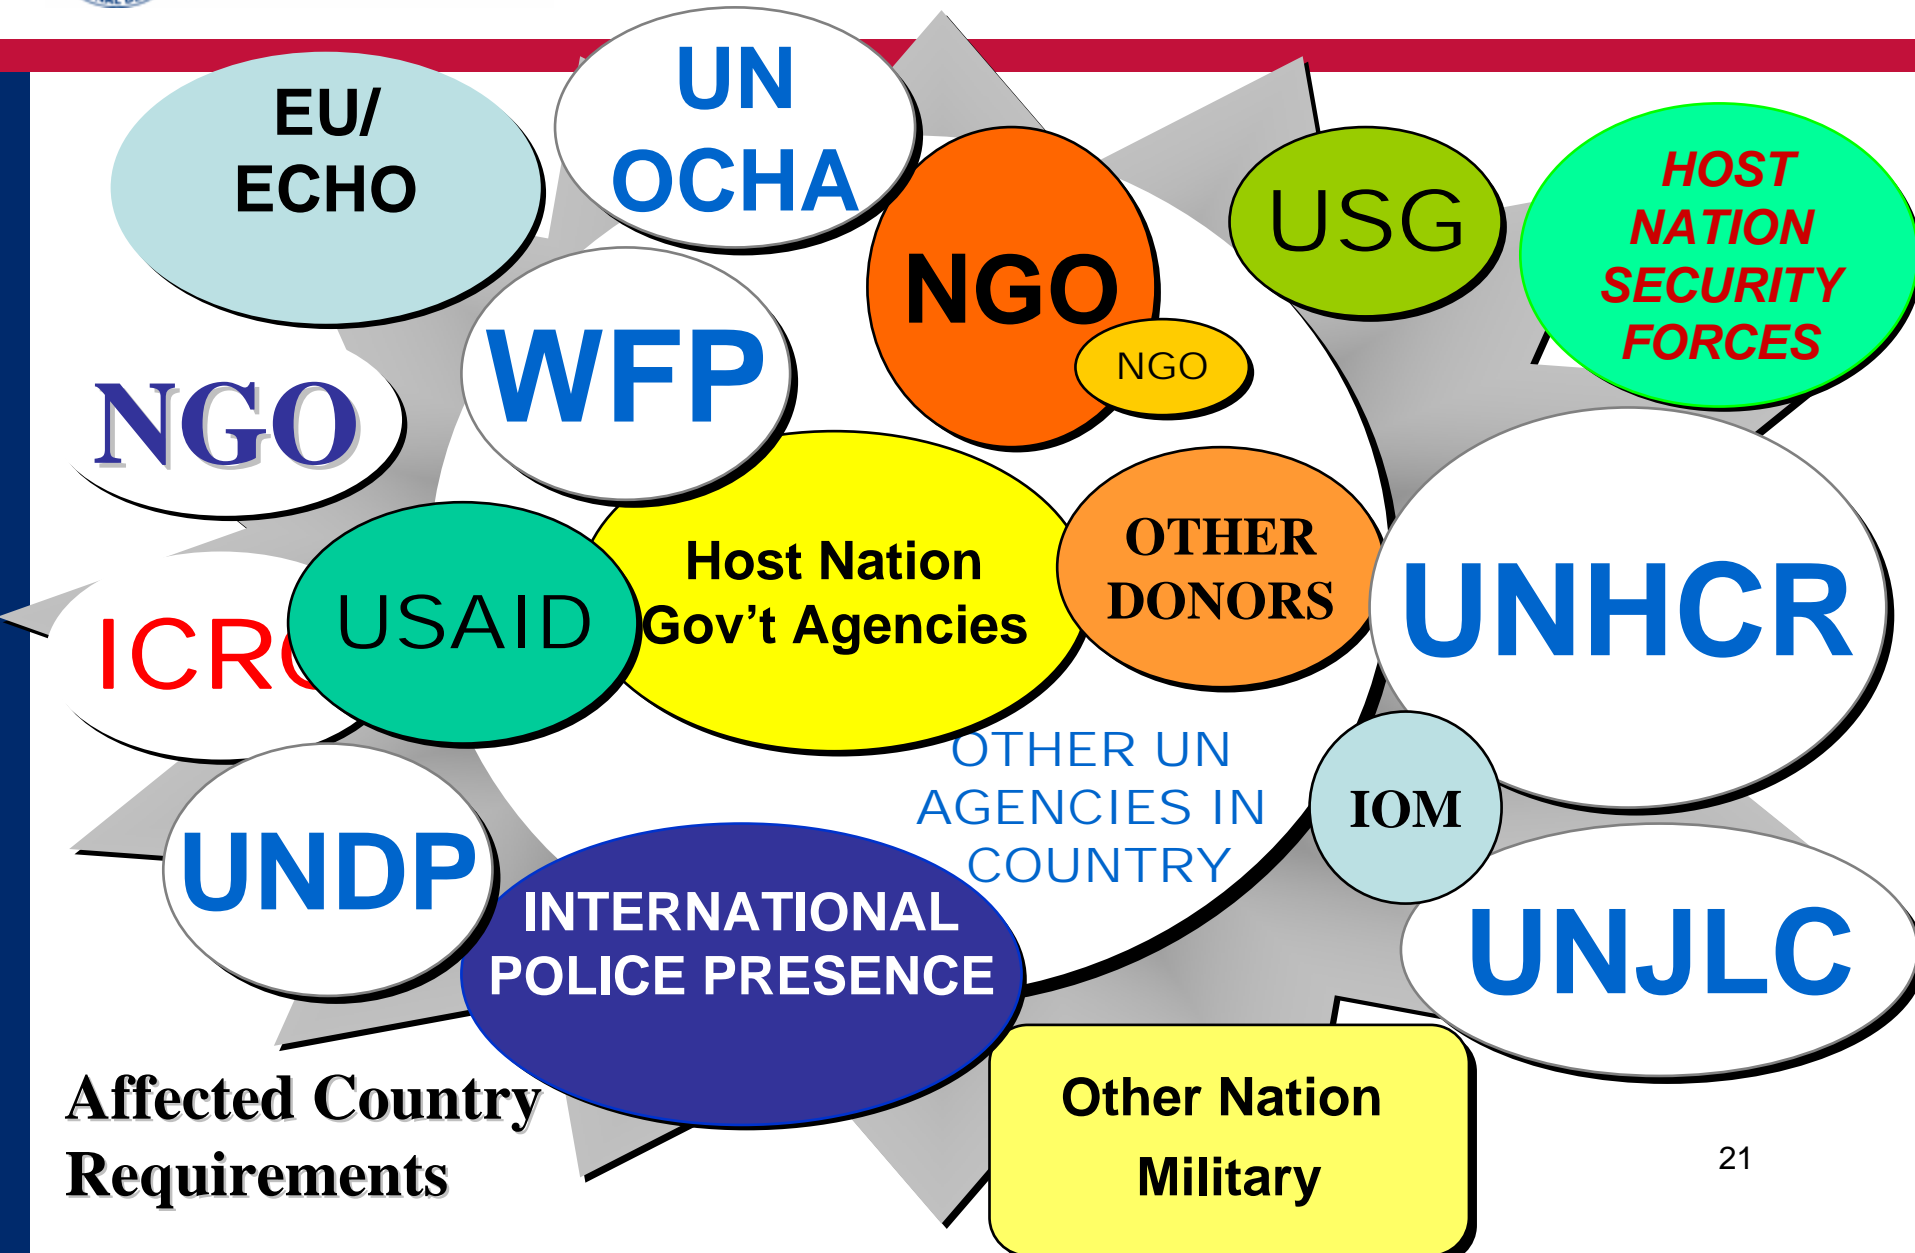 EU/
ECHO
UN
OCHA
NGO
USG
HOST
NATION
SECURITY
FORCES
WFP
NGO
NGO
Host Nation
Gov't Agencies
OTHER
DONORS
UNHCR
USAID
OTHER UN
AGENCIES IN
COUNTRY
IOM
UNDP
INTERNATIONAL
POLICE PRESENCE
UNJLC
Affected Country
Requirements
Other Nation
Military
21